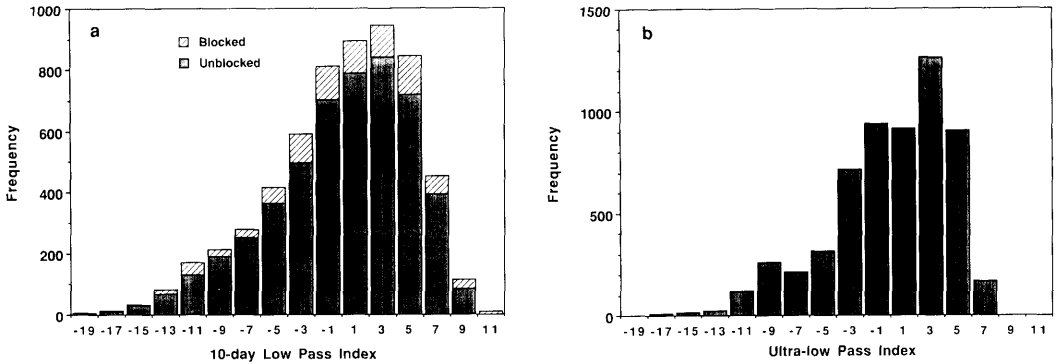 a
Blocked
Unblocked
1000
800
600
400
200
0
Frequency
-19 -17 -15 -13 -11 -9 -7 -5 -3 -1 1 3 5 7 9 11
10-day Low Pass Index
b
1500
1000
500
0
Frequency
-19 -17 -15 -13 -11 -9 -7 -5 -3 -1 1 3 5 7 9 11
Ultra-low Pass Index